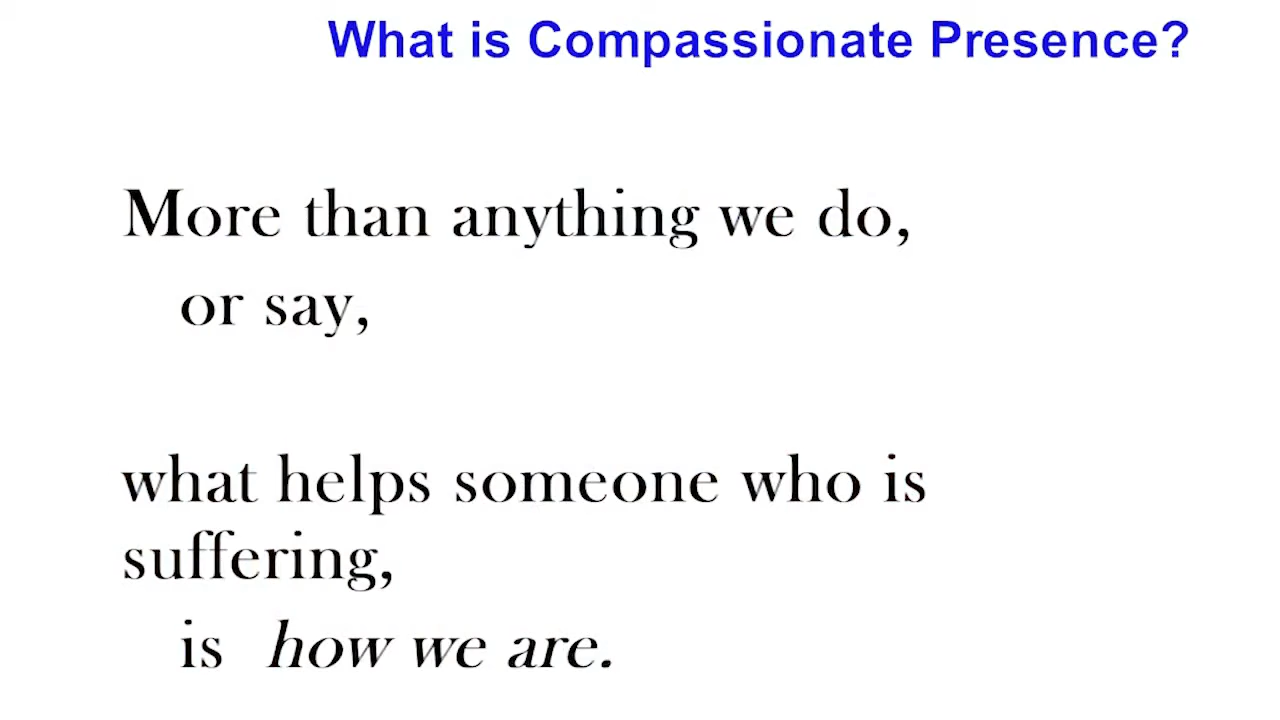 What is Compassionate Presence?
More than anything we do,
or say,
what helps someone who is
suffering,
is how we are.